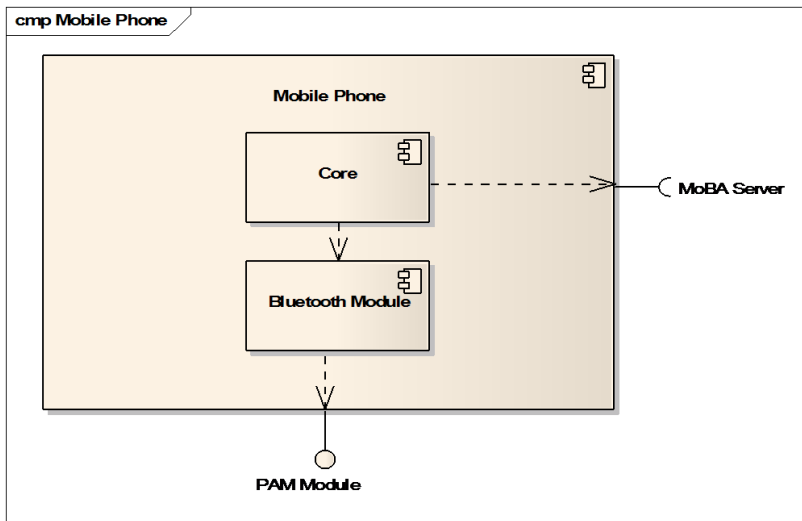 cmp Mobile Phone
Mobile Phone
Core
MoBA Server
Bluetooth Module
PAM Module